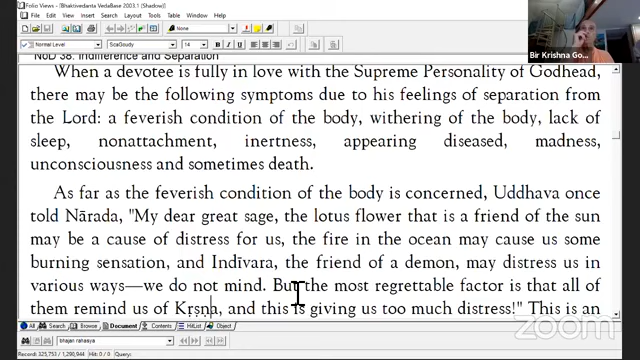 Folio Views - [Bhaktivedanta VedaBase 2003.1 (Shadow)]
File Edit View Search Layout Tools Window Help
None
Normal Level ScaGoudy 14
NoD 38: Indifference and Separation
When a devotee is fully in love with the Supreme Personality of Godhead,
there may be the following symptoms due to his feelings of separation from
the Lord: a feverish condition of the body, withering of the body, lack of
sleep, nonattachment, inertness, appearing diseased, madness,
unconsciousness and sometimes death.
As far as the feverish condition of the body is concerned, Uddhava once
told Nārada, "My dear great sage, the lotus flower that is a friend of the sun
may be a cause of distress for us, the fire in the ocean may cause us some
burning sensation, and Indīvara, the friend of a demon, may distress us in
various ways—we do not mind. But the most regrettable factor is that all of
them remind us of Kṛṣṇa, and this is giving us too much distress!" This is an
All Browse Search Document Contents HitList Object
bhajan rahasya
Record: 325,753 / 1,298,944 Hit: 0 / 0
Bir Krishna Go...
LIVE
zoom